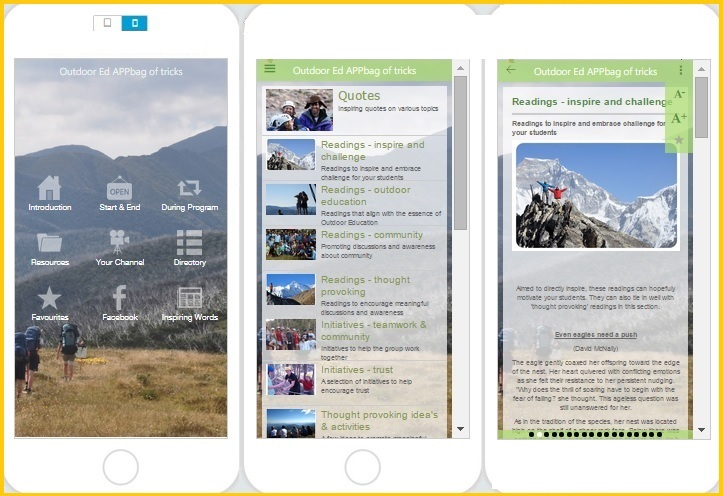 Outdoor Ed APPbag of tricks
Introduction
OPEN
Start & End
During Program
Resources
Your Channel
Directory
Favourites
Facebook
Inspiring Words
Outdoor Ed APPbag of tricks
Quotes
Inspiring quotes on various topics
Readings - inspire and
challenge
Readings to inspire and embrace
challenge for your students
Readings - outdoor
education
Readings that align with the essence of
Outdoor Education
Readings - community
Promoting discussions and awareness
about community
Readings - thought
provoking
Readings to encourage meaningful
discussions and awareness
Initiatives - teamwork &
community
Initiatives to help the group work
together
Initiatives - trust
A selection of initiatives to help
encourage trust
Thought provoking idea's
& activities
Outdoor Ed APPbag of tricks
Readings - inspire and challenge
A-
A+
Readings to inspire and embrace challenge for
your students
Aimed to directly inspire, these readings can hopefully
motivate your students. They can also tie in well with
'thought provoking' readings in this section.
Even eagles need a push
(David McNally)
The eagle gently coaxed her offspring toward the edge
of the nest. Her heart quivered with conflicting emotions
as she felt their resistance to her persistent nudging.
"Why does the thrill of soaring have to begin with the
fear of falling? she thought. This ageless question was
still unanswered for her.
As in the tradition of the species, her nest was located